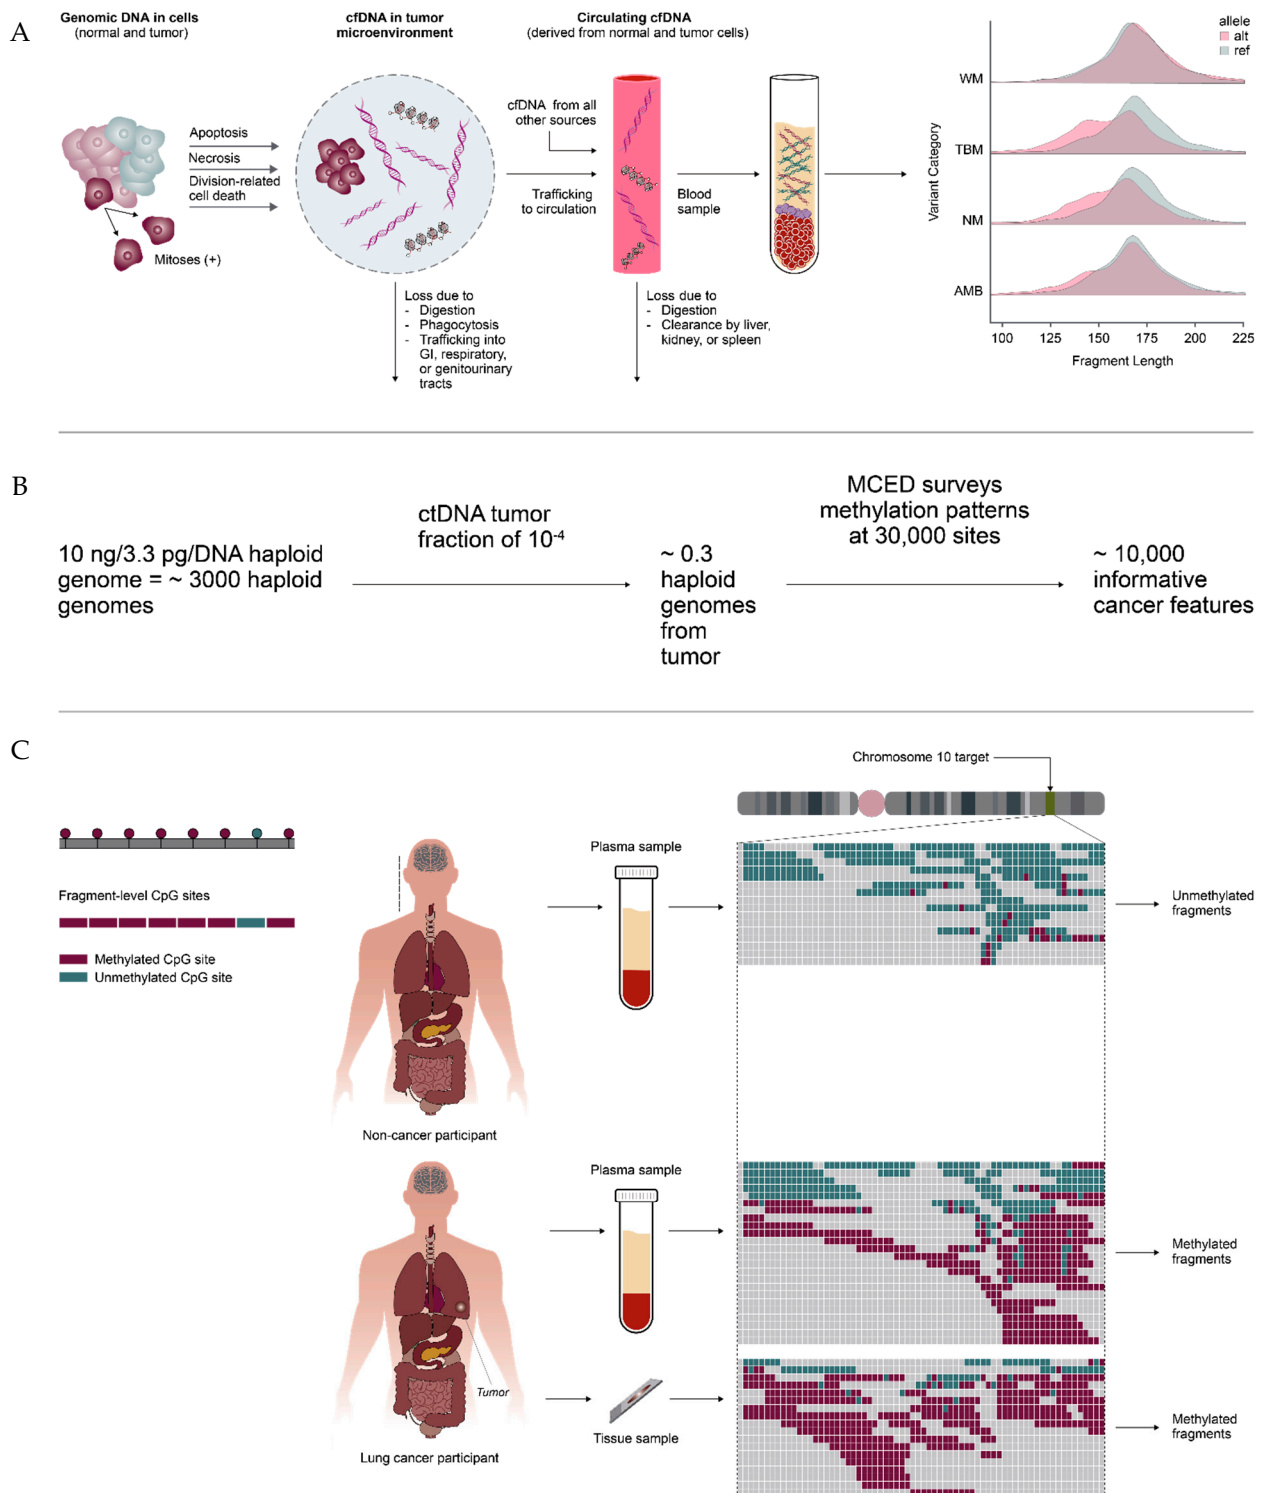 A
Genomic DNA in cells
(normal and tumor)
cfDNA in tumor
microenvironment
Circulating cfDNA
(derived from normal and tumor cells)
Apoptosis
Necrosis
Division-related
cell death
Mitoses (+)
cfDNA from all
other sources
Trafficking
to circulation
Blood
sample
Loss due to
- Digestion
- Phagocytosis
- Trafficking into
GI, respiratory,
or genitourinary
tracts
Loss due to
- Digestion
- Clearance by liver,
kidney, or spleen
allele
alt
ref
Variant Category
WM
TBM
NM
AMB
100 125 150 175 200 225
Fragment Length
B
10 ng/3.3 pg/DNA haploid
genome = ~ 3000 haploid
genomes
ctDNA tumor
fraction of 10⁻⁴
~ 0.3
haploid
genomes
from
tumor
MCED surveys
methylation patterns
at 30,000 sites
~ 10,000
informative
cancer features
C
Chromosome 10 target
Fragment-level CpG sites
Methylated CpG site
Unmethylated CpG site
Plasma sample
Unmethylated
fragments
Non-cancer participant
Plasma sample
Methylated
fragments
Tumor
Tissue sample
Methylated
fragments
Lung cancer participant